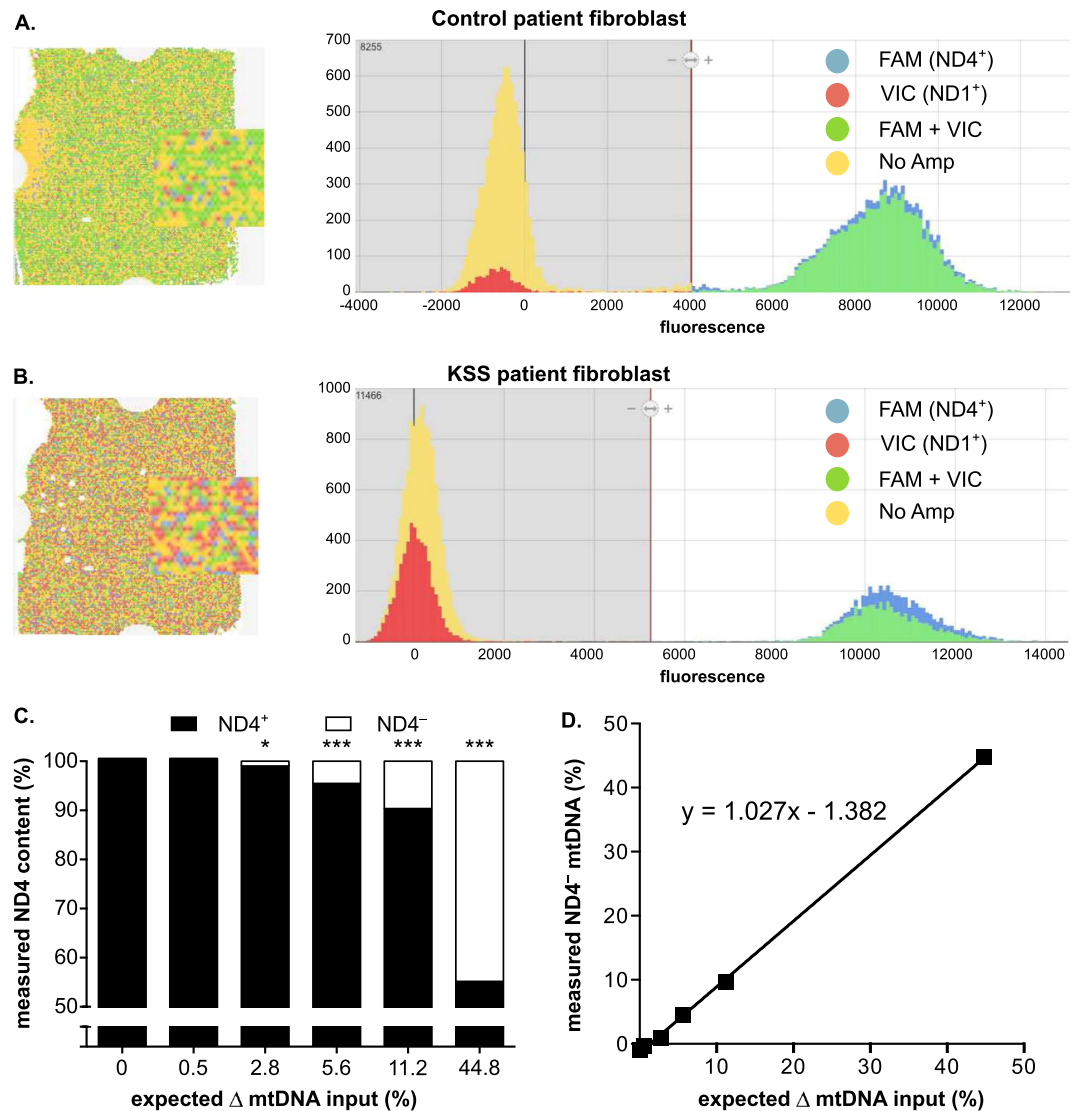 A.
Control patient fibroblast
8255
700
600
500
400
300
200
100
0
− +
FAM (ND4⁺)
VIC (ND1⁺)
FAM + VIC
No Amp
-4000 -2000 0 2000 4000 6000 8000 10000 12000
fluorescence
B.
KSS patient fibroblast
11466
1000
800
600
400
200
0
− +
FAM (ND4⁺)
VIC (ND1⁺)
FAM + VIC
No Amp
0 2000 4000 6000 8000 10000 12000 14000
fluorescence
C.
ND4⁺ ND4⁻
* *** *** ***
measured ND4 content (%)
100
90
80
70
60
50
0 0.5 2.8 5.6 11.2 44.8
expected Δ mtDNA input (%)
D.
measured ND4⁻ mtDNA (%)
50
40
30
20
10
0
y = 1.027x - 1.382
10 20 30 40 50
expected Δ mtDNA input (%)